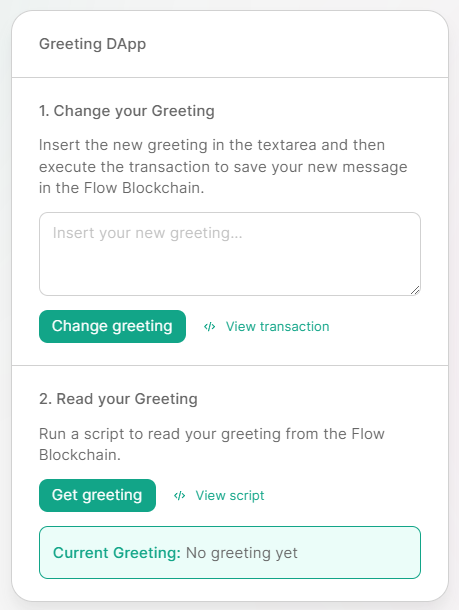 Greeting DApp
1. Change your Greeting
Insert the new greeting in the textarea and then
execute the transaction to save your new message
in the Flow Blockchain.
Insert your new greeting...
Change greeting </> View transaction
2. Read your Greeting
Run a script to read your greeting from the Flow
Blockchain.
Get greeting </> View script
Current Greeting: No greeting yet